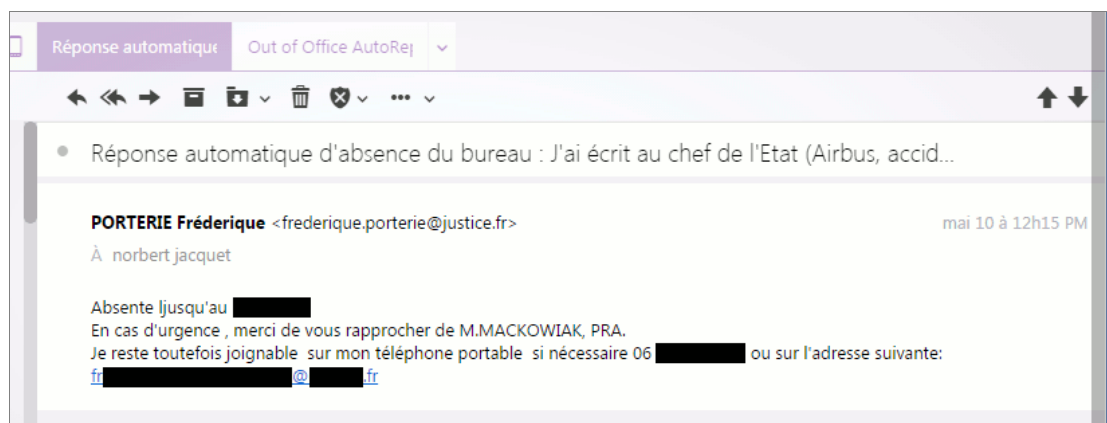 Réponse automatique Out of Office AutoRep
Réponse automatique d'absence du bureau : J'ai écrit au chef de l'Etat (Airbus, accid...
PORTERIE Fréderique <frederique.porterie@justice.fr> mai 10 à 12h15 PM
À norbert jacquet
Absente ljusqu'au
En cas d'urgence , merci de vous rapprocher de M.MACKOWIAK, PRA.
Je reste toutefois joignable sur mon téléphone portable si nécessaire 06 ou sur l'adresse suivante:
fr @ .fr